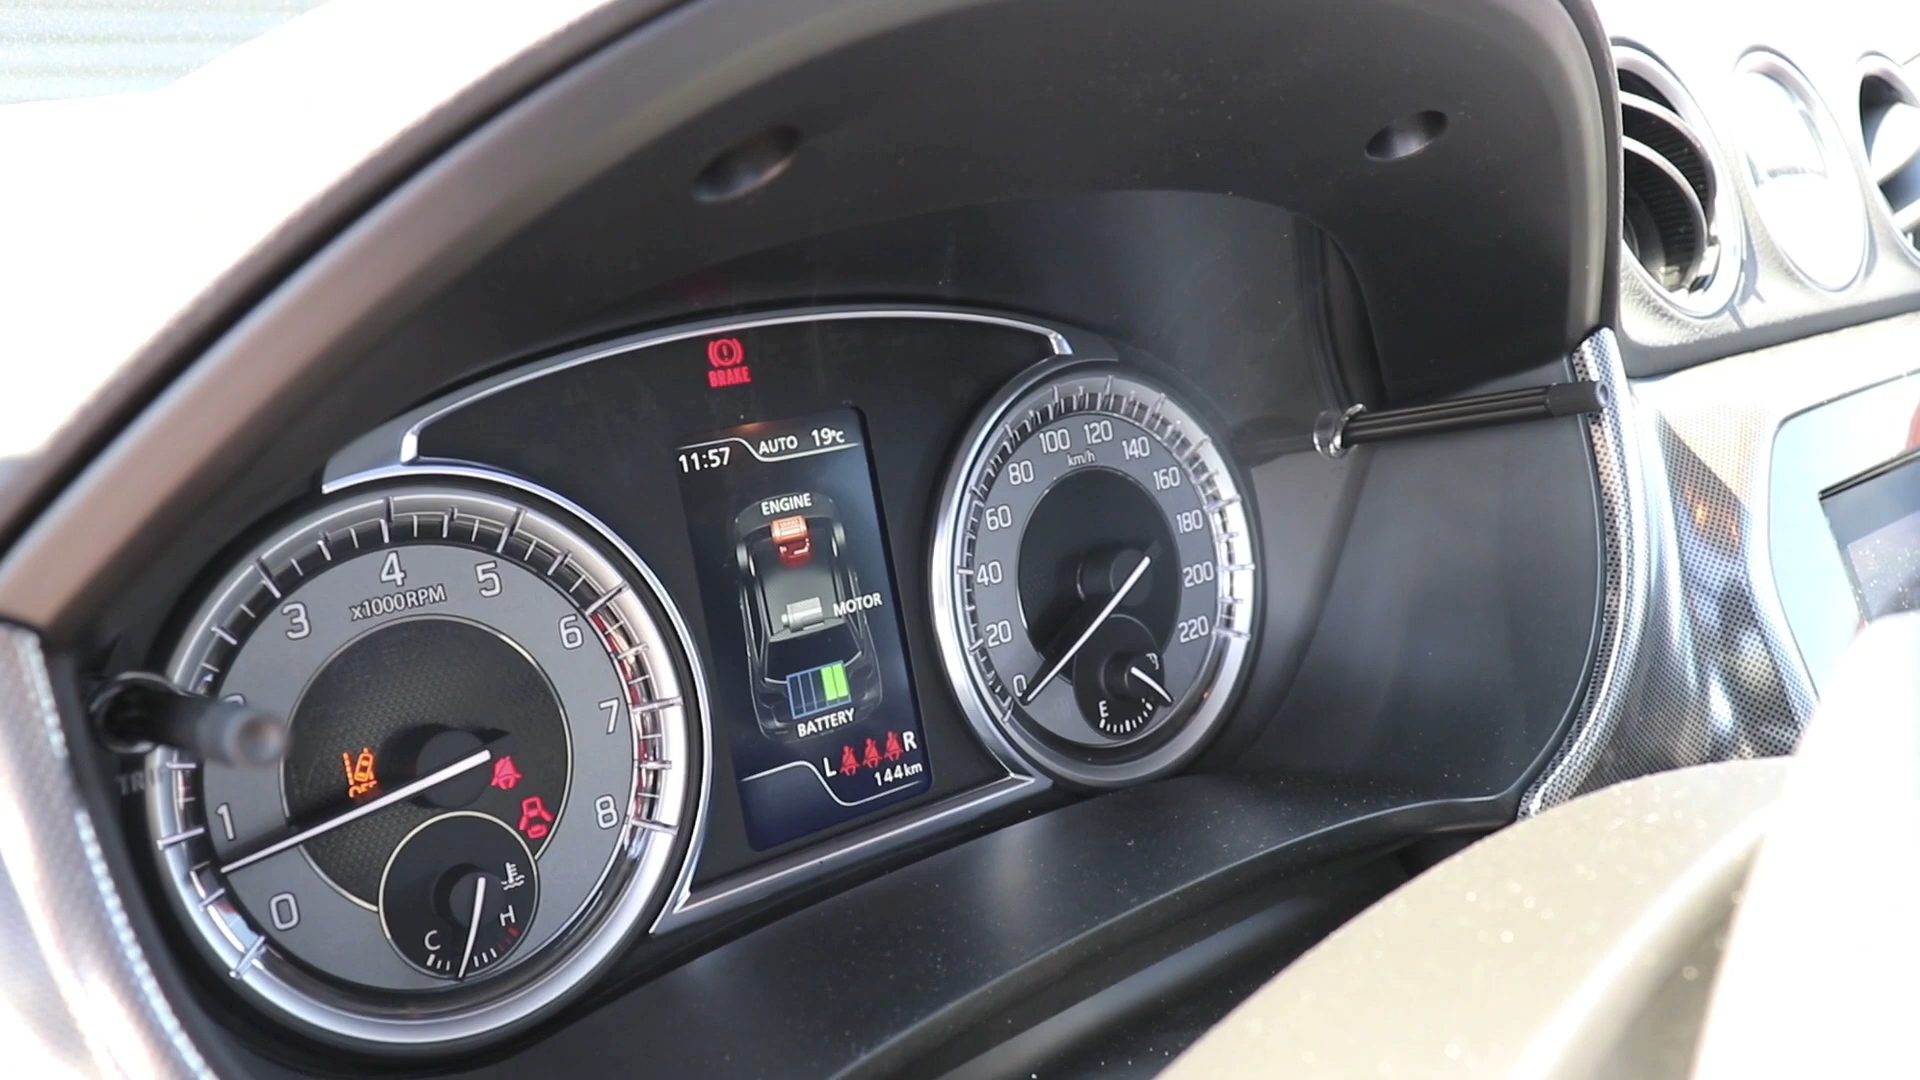 BRAKE
11:57 AUTO 19°C
ENGINE
MOTOR
BATTERY
L R
144km
0
1
3
4
5
6
7
8
x1000RPM
OFF
C H
0
20
40
60
80
100
120
140
160
180
200
220
km/h
E F